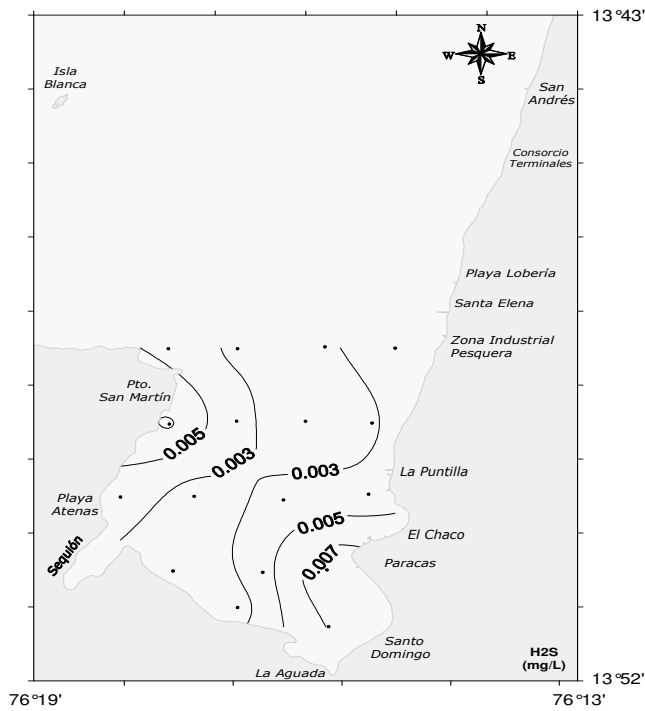 13°43'
N
W
E
S
Isla
Blanca
San
Andrés
Consorcio
Terminales
Playa Lobería
Santa Elena
Zona Industrial
Pesquera
Pto.
San Martín
0.005
0.003
0.003
La Puntilla
Playa
Atenas
0.005
El Chaco
Sequión
0.007
Paracas
Santo
Domingo
La Aguada
H2S
(mg/L)
13°52'
76°19'
76°13'